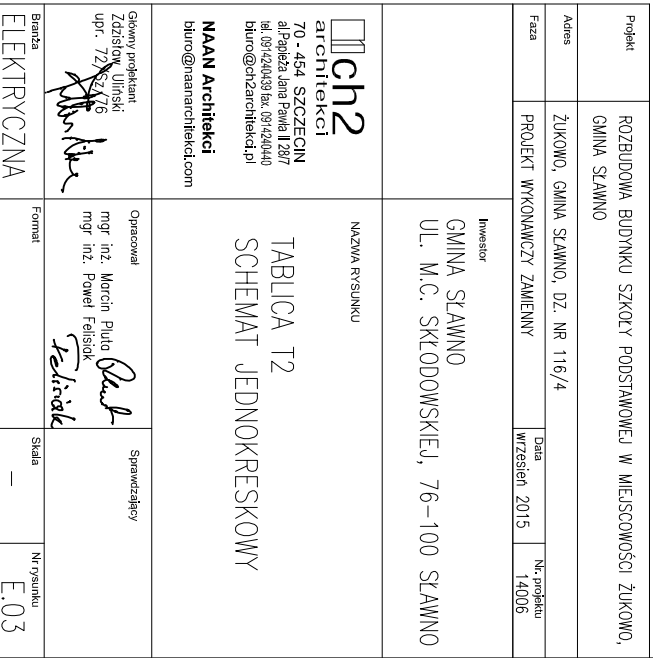 Projekt
ROZBUDOWA BUDYNKU SZKOŁY PODSTAWOWEJ W MIEJSCOWOŚCI ŻUKOWO,
GMINA SŁAWNO
Adres
ŻUKOWO, GMINA SŁAWNO, DZ. NR 116/4
Faza
PROJEKT WYKONAWCZY ZAMIENNY
Data
wrzesień 2015
Nr. projektu
14006
Inwestor
GMINA SŁAWNO
UL. M.C. SKŁODOWSKIEJ, 76-100 SŁAWNO
ch2
architekci
70 - 454 SZCZECIN
al.Papieża Jana Pawła II 28/7
tel. 0914240439 fax. 0914240440
biuro@ch2architekci.pl
NAAN Architekci
biuro@naanarchitekci.com
NAZWA RYSUNKU
TABLICA T2
SCHEMAT JEDNOKRESKOWY
Główny projektant
Zdzisław Uliński
upr. 72/Sz/76
Opracował
mgr inż. Marcin Pluta
mgr inż. Paweł Felisiak
Felisiak
Sprawdzający
Branża
ELEKTRYCZNA
Format
Skala
–
Nr rysunku
E.03